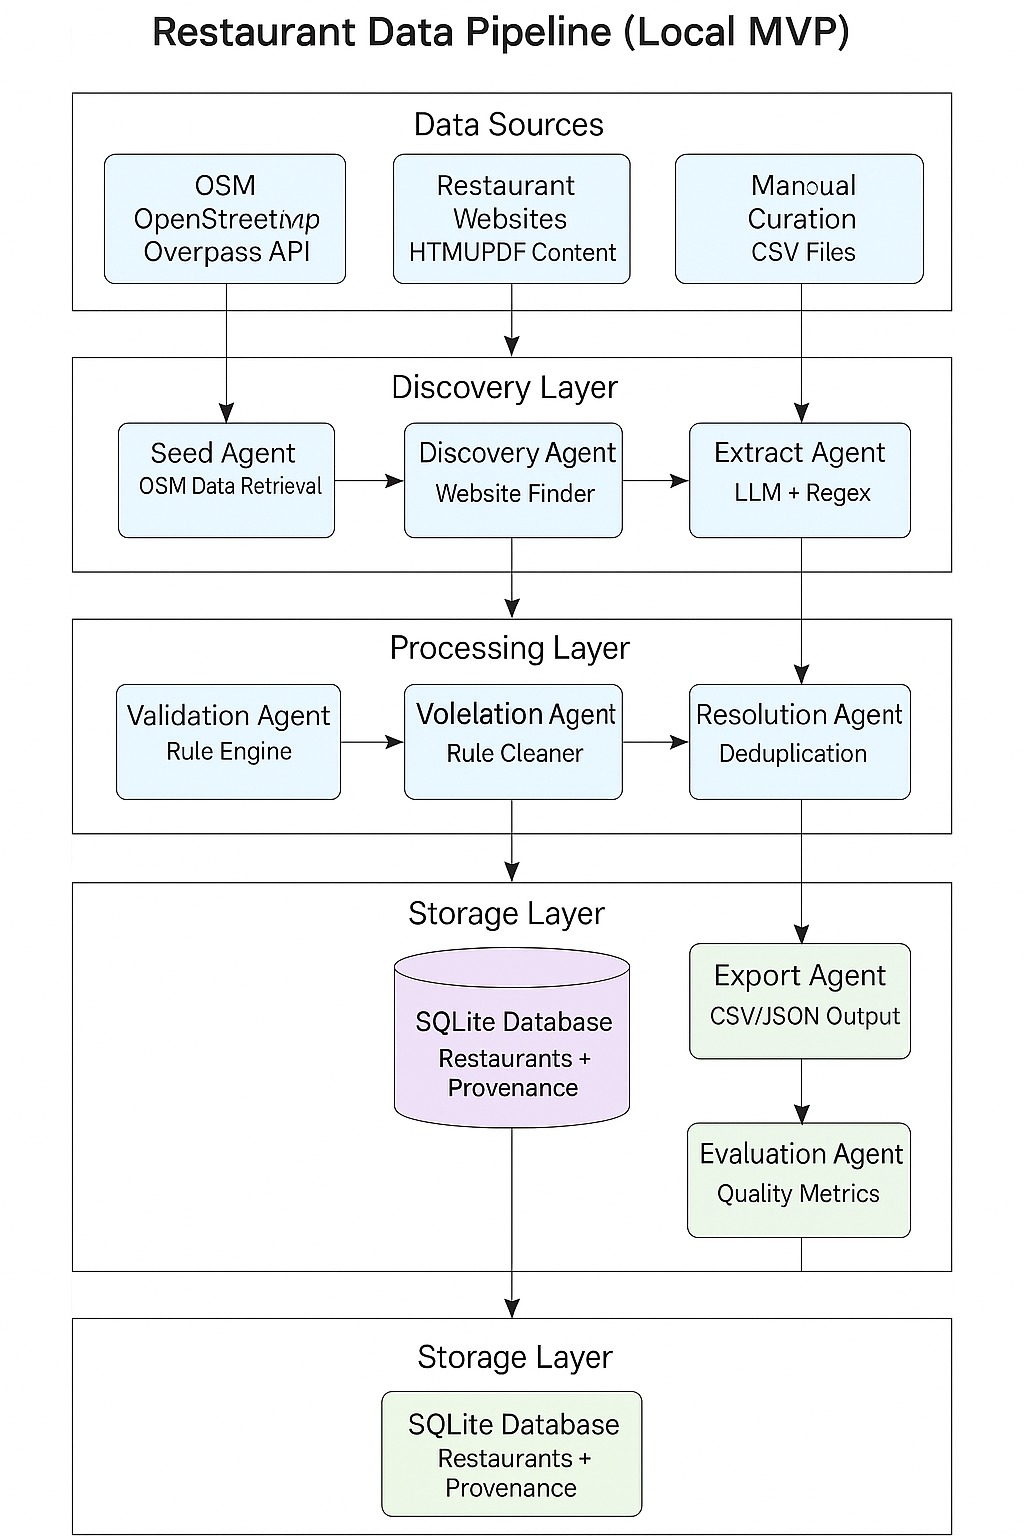 Restaurant Data Pipeline (Local MVP)
Data Sources
OSM
OpenStreetivıp
Overpass API
Restaurant
Websites
HTMUPDF Content
Manoual
Curation
CSV Files
Discovery Layer
Seed Agent
OSM Data Retrieval
Discovery Agent
Website Finder
Extract Agent
LLM + Regex
Processing Layer
Validation Agent
Rule Engine
Volelation Agent
Rule Cleaner
Resolution Agent
Deduplication
Storage Layer
SQLite Database
Restaurants +
Provenance
Export Agent
CSV/JSON Output
Evaluation Agent
Quality Metrics
Storage Layer
SQLite Database
Restaurants +
Provenance